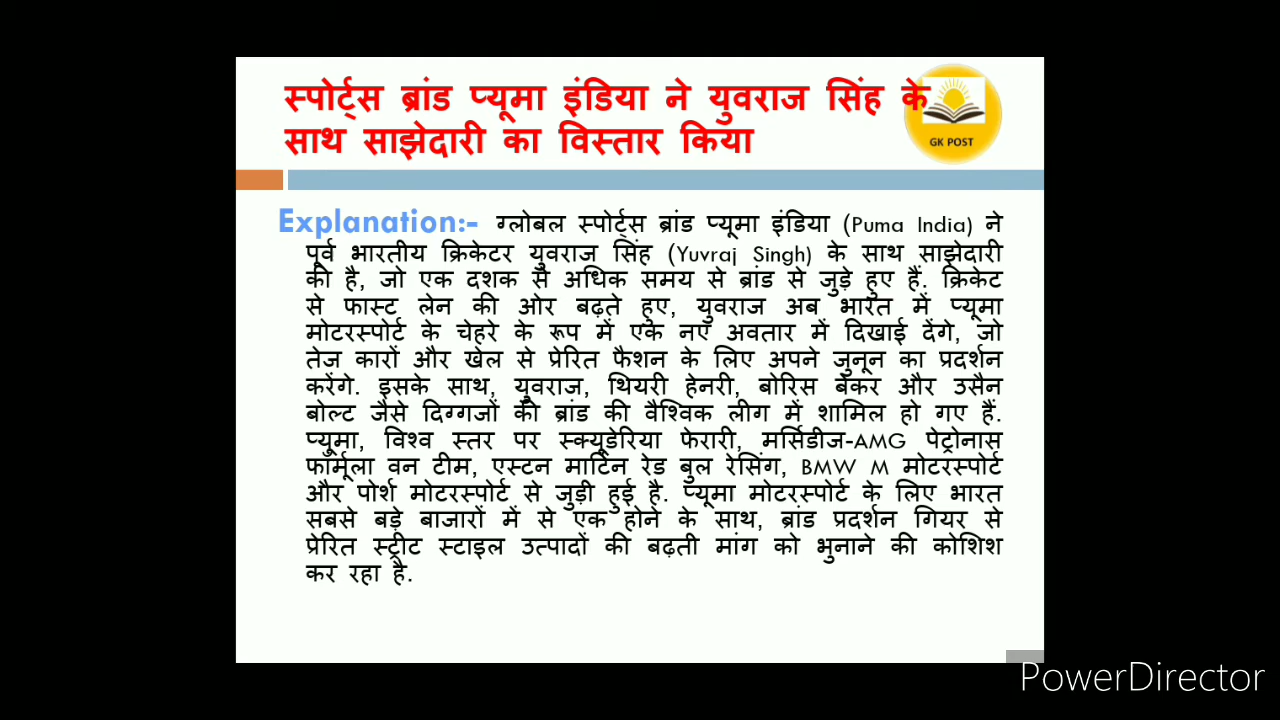 स्पोर्ट्स ब्रांड प्यूमा इंडिया ने युवराज सिंह के
साथ साझेदारी का विस्तार किया
GK POST
Explanation:- ग्लोबल स्पोर्ट्स ब्रांड प्यूमा इंडिया (Puma India) ने
पूर्व भारतीय क्रिकेटर युवराज सिंह (Yuvraj Singh) के साथ साझेदारी
की है, जो एक दशक से अधिक समय से ब्रांड से जुड़े हुए हैं. क्रिकेट
से फास्ट लेन की ओर बढ़ते हुए, युवराज अब भारत में प्यूमा
मोटरस्पोर्ट के चेहरे के रूप में एक नए अवतार में दिखाई देंगे, जो
तेज कारों और खेल से प्रेरित फैशन के लिए अपने जुनून का प्रदर्शन
करेंगे. इसके साथ, युवराज, थियरी हेनरी, बोरिस बेकर और उसैन
बोल्ट जैसे दिग्गजों की ब्रांड की वैश्विक लीग में शामिल हो गए हैं.
प्यूमा, विश्व स्तर पर स्क्यूडेरिया फेरारी, मर्सिडीज-AMG पेट्रोनास
फॉर्मूला वन टीम, एस्टन मार्टिन रेड बुल रेसिंग, BMW M मोटरस्पोर्ट
और पोर्श मोटरस्पोर्ट से जुड़ी हुई है. प्यूमा मोटरस्पोर्ट के लिए भारत
सबसे बड़े बाजारों में से एक होने के साथ, ब्रांड प्रदर्शन गियर से
प्रेरित स्ट्रीट स्टाइल उत्पादों की बढ़ती मांग को भुनाने की कोशिश
कर रहा है.
PowerDirector